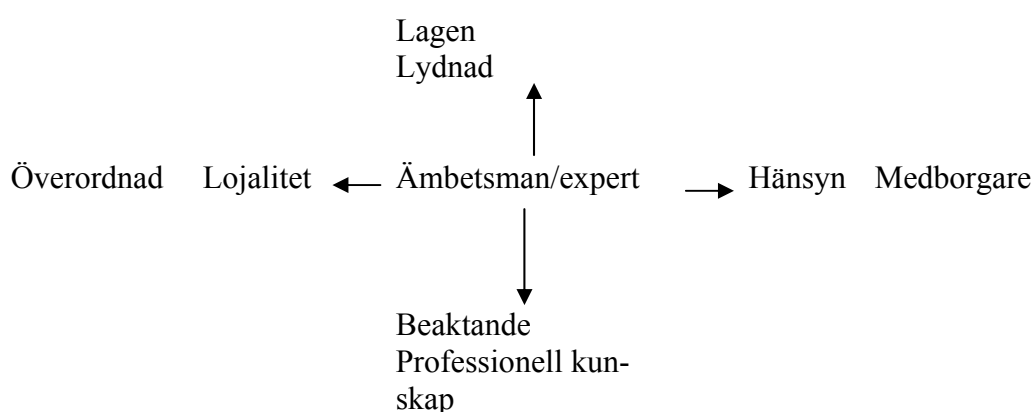 Lagen
Lydnad
Överordnad Lojalitet Ämbetsman/expert Hänsyn Medborgare
Beaktande
Professionell kun-
skap